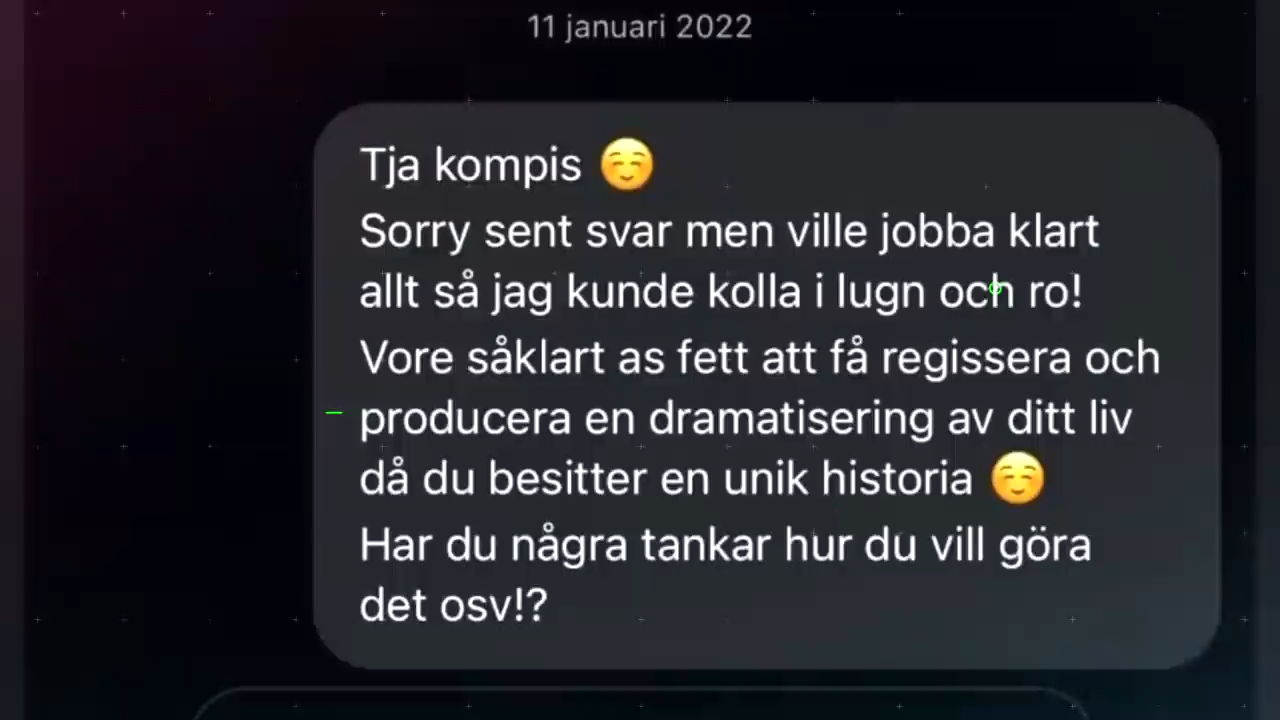 11 januari 2022
Tja kompis ☺️
Sorry sent svar men ville jobba klart
allt så jag kunde kolla i lugn och ro!
Vore såklart as fett att få regissera och
producera en dramatisering av ditt liv
då du besitter en unik historia ☺️
Har du några tankar hur du vill göra
det osv!?